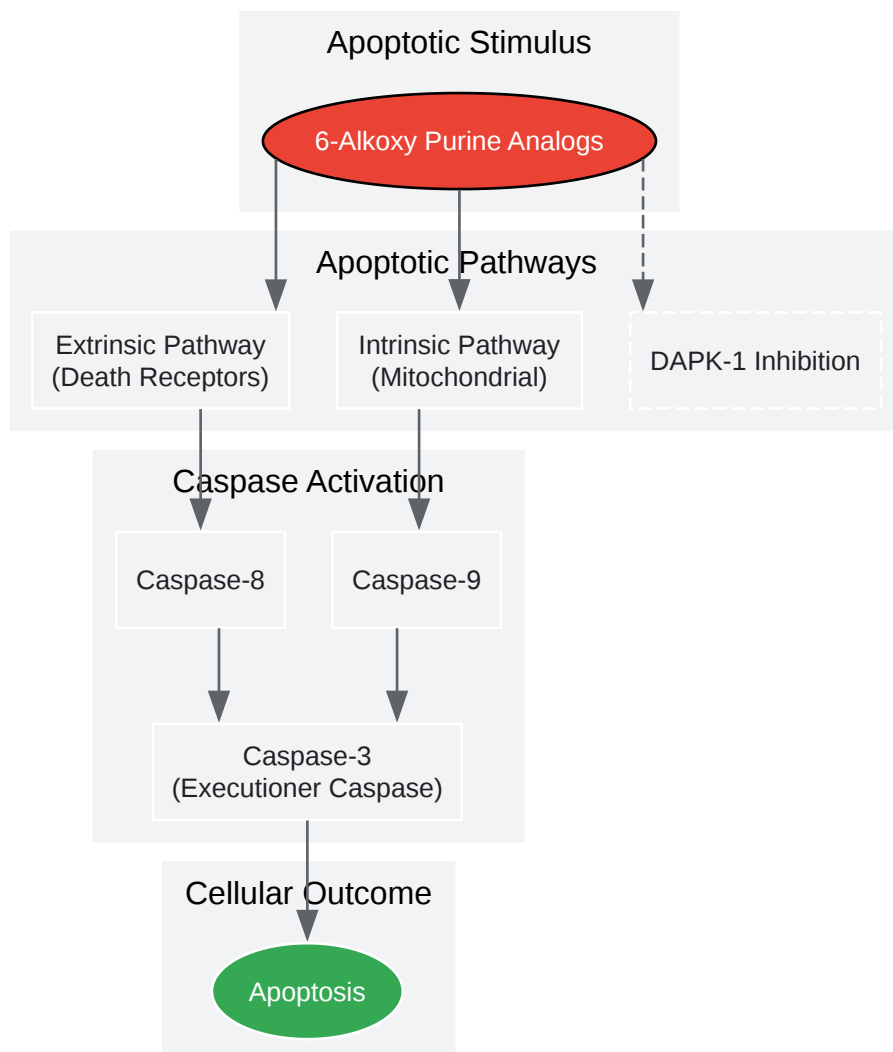 Apoptotic Stimulus
6-Alkoxy Purine Analogs
Apoptotic Pathways
Extrinsic Pathway
(Death Receptors)
Intrinsic Pathway
(Mitochondrial)
DAPK-1 Inhibition
Caspase Activation
Caspase-8
Caspase-9
Caspase-3
(Executioner Caspase)
Cellular Outcome
Apoptosis